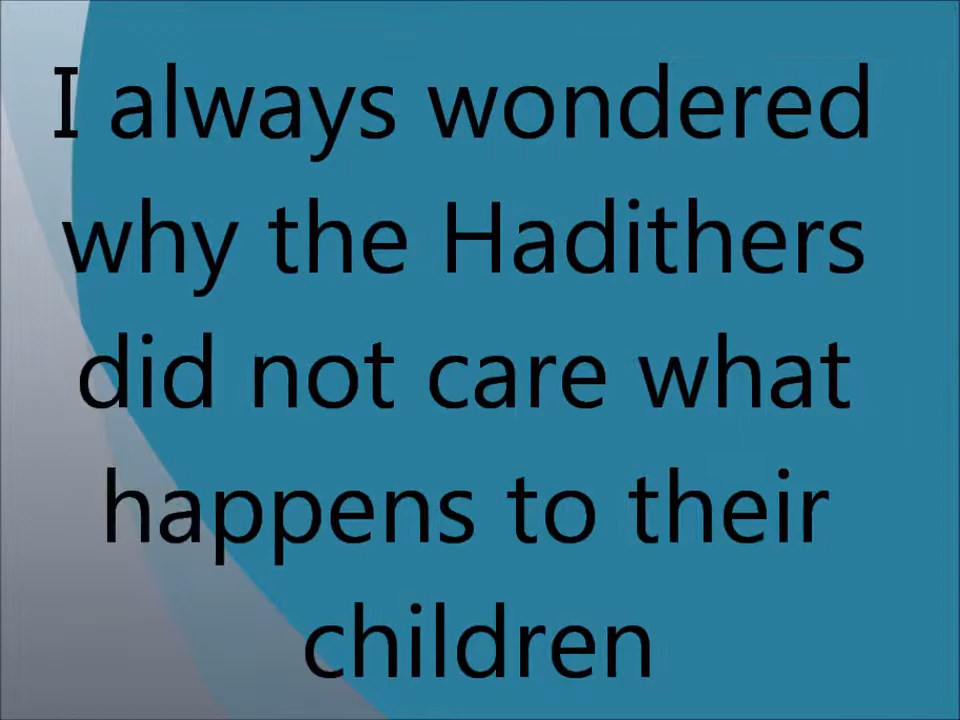 I always wondered
why the Hadithers
did not care what
happens to their
children